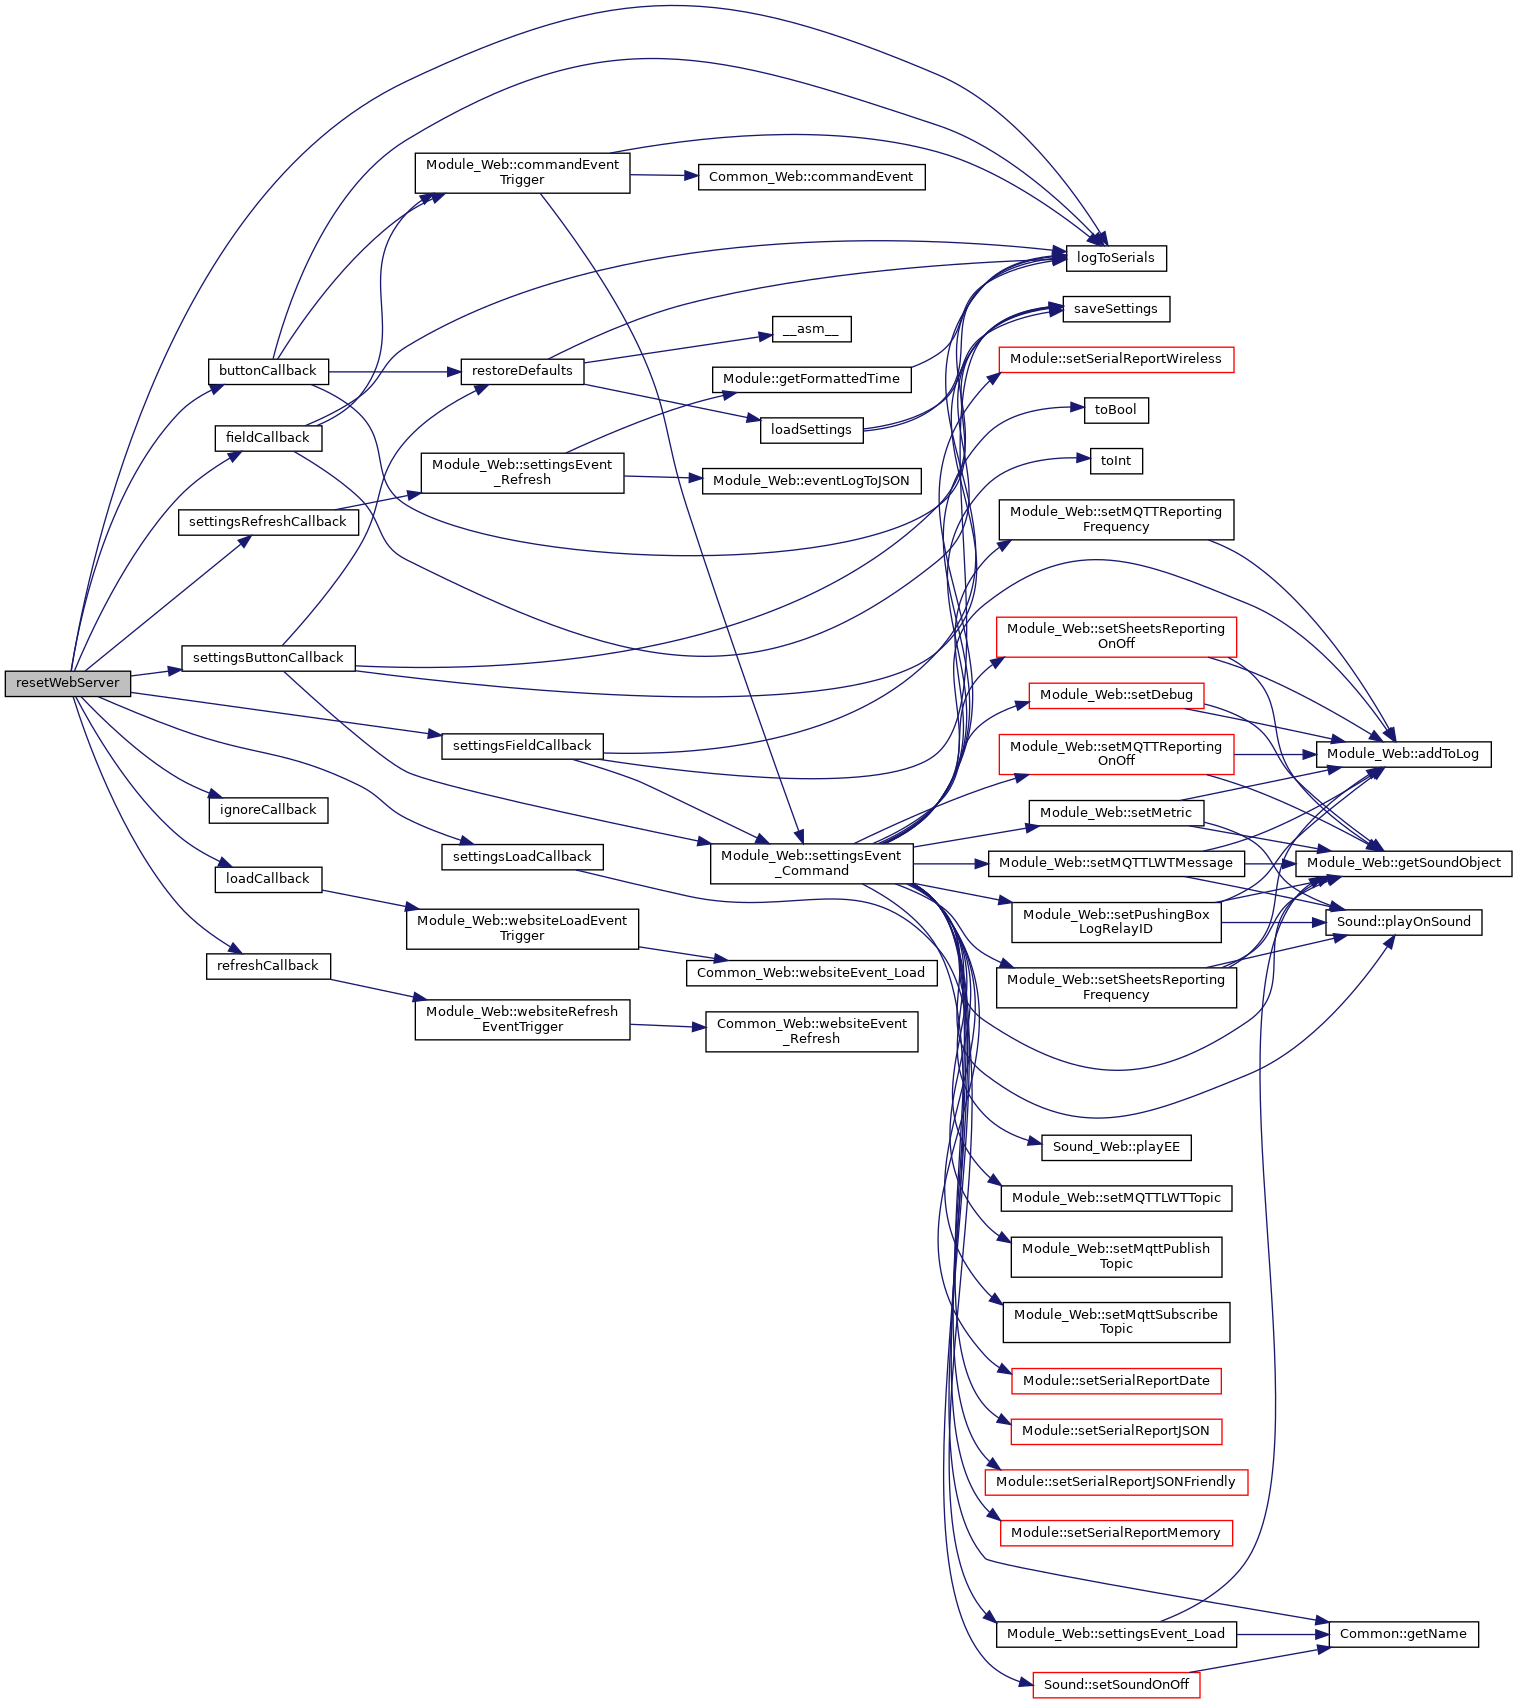 resetWebServer
buttonCallback
fieldCallback
settingsRefreshCallback
settingsButtonCallback
ignoreCallback
loadCallback
refreshCallback
Module_Web::commandEvent
Trigger
restoreDefaults
Module_Web::settingsEvent
_Refresh
settingsFieldCallback
settingsLoadCallback
Module_Web::websiteLoadEvent
Trigger
Module_Web::websiteRefresh
EventTrigger
Common_Web::commandEvent
__asm__
Module::getFormattedTime
loadSettings
Module_Web::eventLogToJSON
Module_Web::settingsEvent
_Command
Common_Web::websiteEvent_Load
Common_Web::websiteEvent
_Refresh
logToSerials
saveSettings
Module::setSerialReportWireless
toBool
toInt
Module_Web::setMQTTReporting
Frequency
Module_Web::setSheetsReporting
OnOff
Module_Web::setDebug
Module_Web::setMQTTReporting
OnOff
Module_Web::setMetric
Module_Web::setMQTTLWTMessage
Module_Web::setPushingBox
LogRelayID
Module_Web::setSheetsReporting
Frequency
Sound_Web::playEE
Module_Web::setMQTTLWTTopic
Module_Web::setMqttPublish
Topic
Module_Web::setMqttSubscribe
Topic
Module::setSerialReportDate
Module::setSerialReportJSON
Module::setSerialReportJSONFriendly
Module::setSerialReportMemory
Module_Web::settingsEvent_Load
Sound::setSoundOnOff
Module_Web::addToLog
Module_Web::getSoundObject
Sound::playOnSound
Common::getName